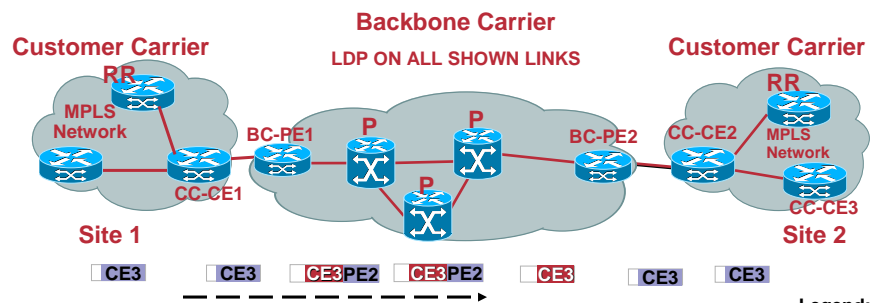 Backbone Carrier
Customer Carrier
LDP ON ALL SHOWN LINKS
Customer Carrier
RR
MPLS
Network
CC-CE1
Site 1
BC-PE1
P
P
P
BC-PE2
CC-CE2
RR
MPLS
Network
CC-CE3
Site 2
CE3 CE3 CE3 PE2 CE3 PE2 CE3 CE3 CE3
Legend: